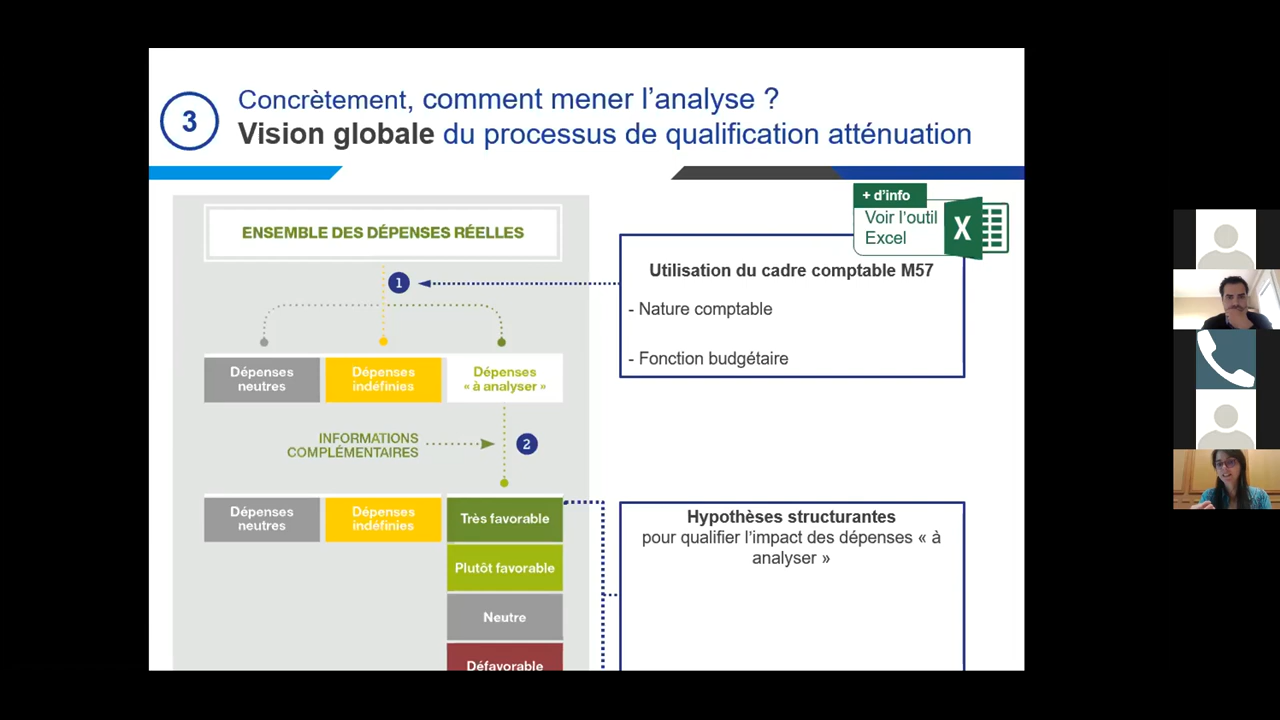 3
Concrètement, comment mener l’analyse ?
Vision globale du processus de qualification atténuation
+ d’info
Voir l’outil
Excel
X
ENSEMBLE DES DÉPENSES RÉELLES
1
Utilisation du cadre comptable M57
- Nature comptable
- Fonction budgétaire
Dépenses
neutres
Dépenses
indéfinies
Dépenses
« à analyser »
INFORMATIONS
COMPLÉMENTAIRES
2
Dépenses
neutres
Dépenses
indéfinies
Très favorable
Plutôt favorable
Neutre
Défavorable
Hypothèses structurantes
pour qualifier l’impact des dépenses « à
analyser »